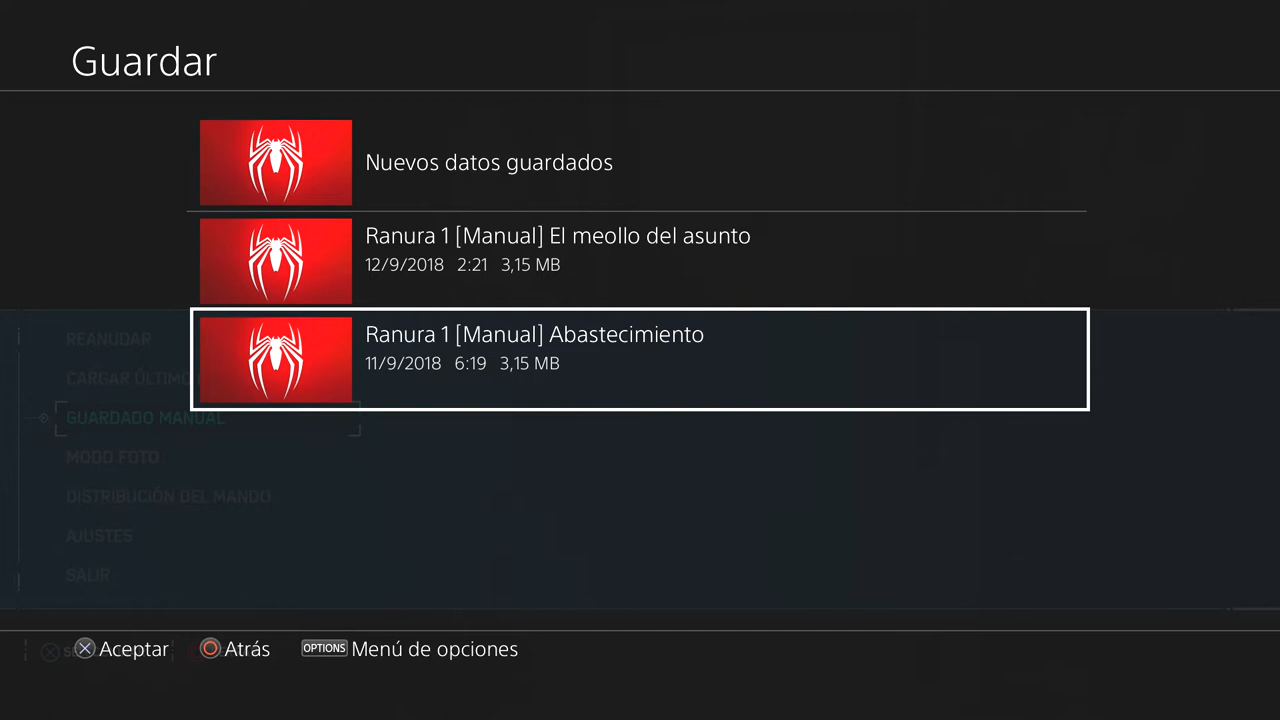 Guardar
Nuevos datos guardados
Ranura 1 [Manual] El meollo del asunto
12/9/2018 2:21 3,15 MB
Ranura 1 [Manual] Abastecimiento
11/9/2018 6:19 3,15 MB
REANUDAR
CARGAR ÚLTIMO
GUARDADO MANUAL
MODO FOTO
DISTRIBUCIÓN DEL MANDO
AJUSTES
SALIR
Aceptar Atrás OPTIONS Menú de opciones